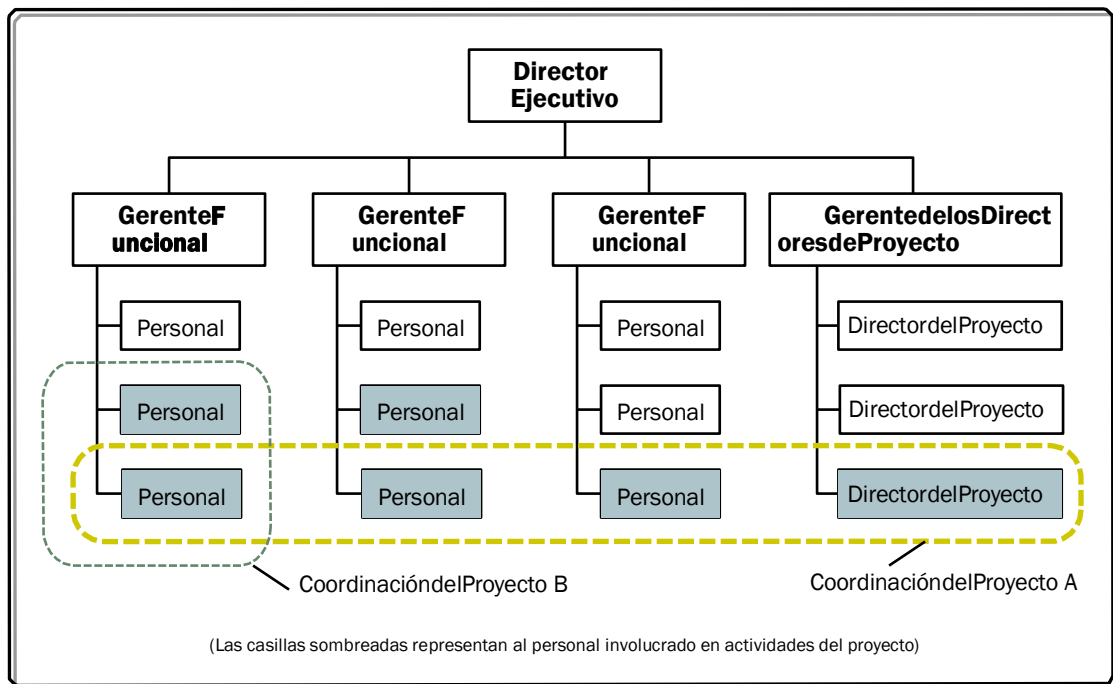 Director
Ejecutivo
GerenteF
uncional
GerenteF
uncional
GerenteF
uncional
GerentedelosDirect
oresdeProyecto
Personal
Personal
Personal
DirectordelProyecto
Personal
Personal
Personal
DirectordelProyecto
Personal
Personal
Personal
DirectordelProyecto
CoordinacióndelProyecto B
CoordinacióndelProyecto A
(Las casillas sombreadas representan al personal involucrado en actividades del proyecto)